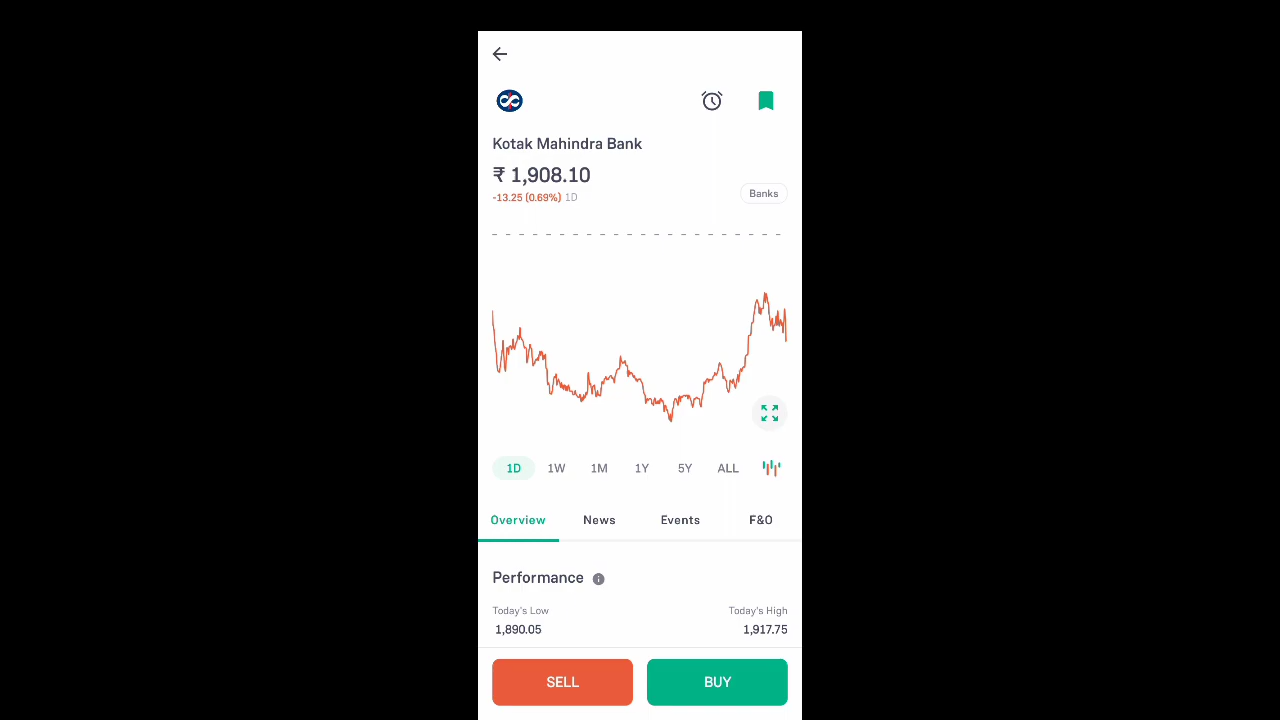 Kotak Mahindra Bank
₹ 1,908.10
-13.25 (0.69%) 1D
Banks
1D 1W 1M 1Y 5Y ALL
Overview News Events F&O
Performance
Today's Low Today's High
1,890.05 1,917.75
SELL BUY